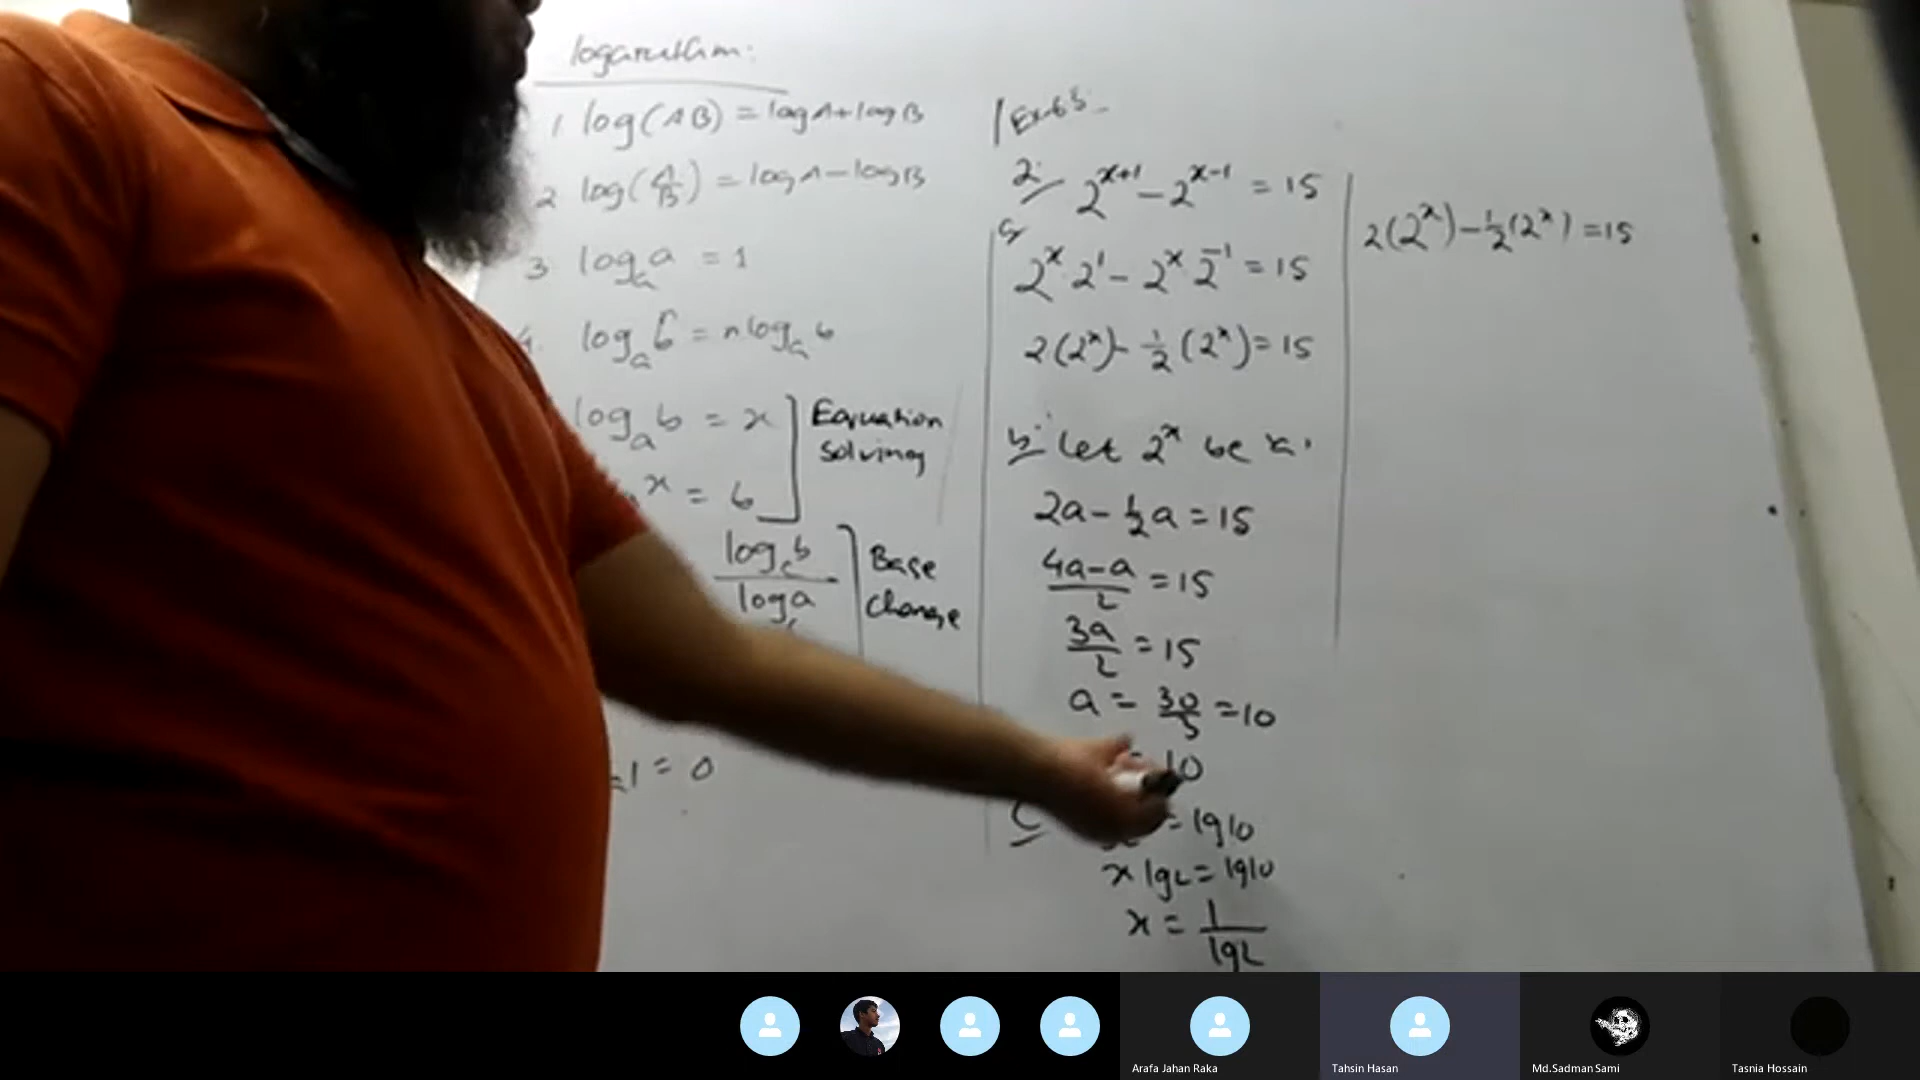 logarithm:
1 log(AB) = logA+logB
2 log(A/B) = logA-logB
3 log_a a = 1
4. log_a b^n = n log_a b
log_a b = x
x = b
Equation
Solving
log_c b
log_c a
Base
Change
1 = 0
2. 2^(x+1) - 2^(x-1) = 15
a
2^x 2^1 - 2^x 2^-1 = 15
2(2^x) - 1/2 (2^x) = 15
b. Let 2^x be a.
2a - 1/2 a = 15
(4a-a)/2 = 15
3a/2 = 15
a = 30/3 = 10
= 10
c
= lg10
x lg2 = lg10
x = 1/lg2
2(2^x) - 1/2 (2^x) = 15
Arafa Jahan Raka
Tahsin Hasan
Md.Sadman Sami
Tasnia Hossain